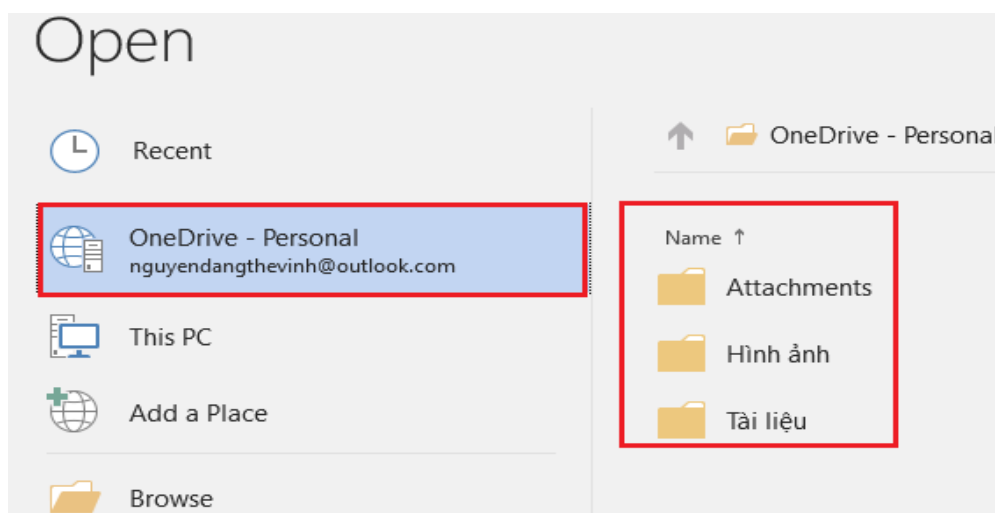 Open
Recent
OneDrive - Personal
nguyendangthevinh@outlook.com
This PC
Add a Place
Browse
OneDrive - Personal
Name ↑
Attachments
Hình ảnh
Tài liệu